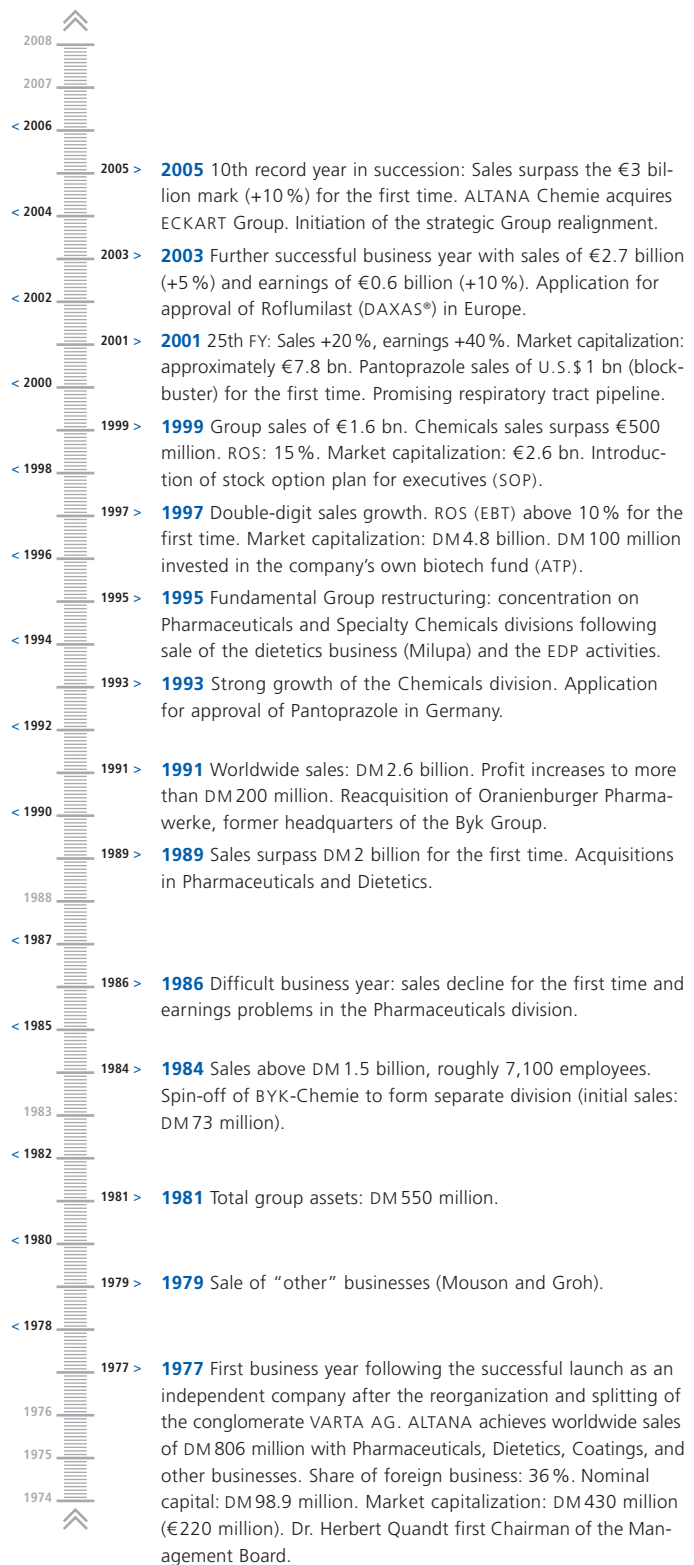 2008
2007
< 2006
2005 > 2005 10th record year in succession: Sales surpass the €3 bil-
lion mark (+10 %) for the first time. ALTANA Chemie acquires
< 2004
ECKART Group. Initiation of the strategic Group realignment.
2003 > 2003 Further successful business year with sales of €2.7 billion
(+5 %) and earnings of €0.6 billion (+10 %). Application for
< 2002
approval of Roflumilast (DAXAS®) in Europe.
2001 > 2001 25th FY: Sales +20 %, earnings +40 %. Market capitalization:
approximately €7.8 bn. Pantoprazole sales of U.S.$ 1 bn (block-
< 2000
buster) for the first time. Promising respiratory tract pipeline.
1999 > 1999 Group sales of €1.6 bn. Chemicals sales surpass €500
million. ROS: 15 %. Market capitalization: €2.6 bn. Introduc-
< 1998
tion of stock option plan for executives (SOP).
1997 > 1997 Double-digit sales growth. ROS (EBT) above 10 % for the
first time. Market capitalization: DM 4.8 billion. DM 100 million
< 1996
invested in the company's own biotech fund (ATP).
1995 > 1995 Fundamental Group restructuring: concentration on
Pharmaceuticals and Specialty Chemicals divisions following
< 1994
sale of the dietetics business (Milupa) and the EDP activities.
1993 > 1993 Strong growth of the Chemicals division. Application
for approval of Pantoprazole in Germany.
< 1992
1991 > 1991 Worldwide sales: DM 2.6 billion. Profit increases to more
than DM 200 million. Reacquisition of Oranienburger Pharma-
< 1990
werke, former headquarters of the Byk Group.
1989 > 1989 Sales surpass DM 2 billion for the first time. Acquisitions
in Pharmaceuticals and Dietetics.
1988
< 1987
1986 > 1986 Difficult business year: sales decline for the first time and
earnings problems in the Pharmaceuticals division.
< 1985
1984 > 1984 Sales above DM 1.5 billion, roughly 7,100 employees.
Spin-off of BYK-Chemie to form separate division (initial sales:
1983
DM 73 million).
< 1982
1981 > 1981 Total group assets: DM 550 million.
< 1980
1979 > 1979 Sale of "other" businesses (Mouson and Groh).
< 1978
1977 > 1977 First business year following the successful launch as an
independent company after the reorganization and splitting of
1976
the conglomerate VARTA AG. ALTANA achieves worldwide sales
of DM 806 million with Pharmaceuticals, Dietetics, Coatings, and
1975
other businesses. Share of foreign business: 36 %. Nominal
1974
capital: DM 98.9 million. Market capitalization: DM 430 million
(€220 million). Dr. Herbert Quandt first Chairman of the Man-
agement Board.